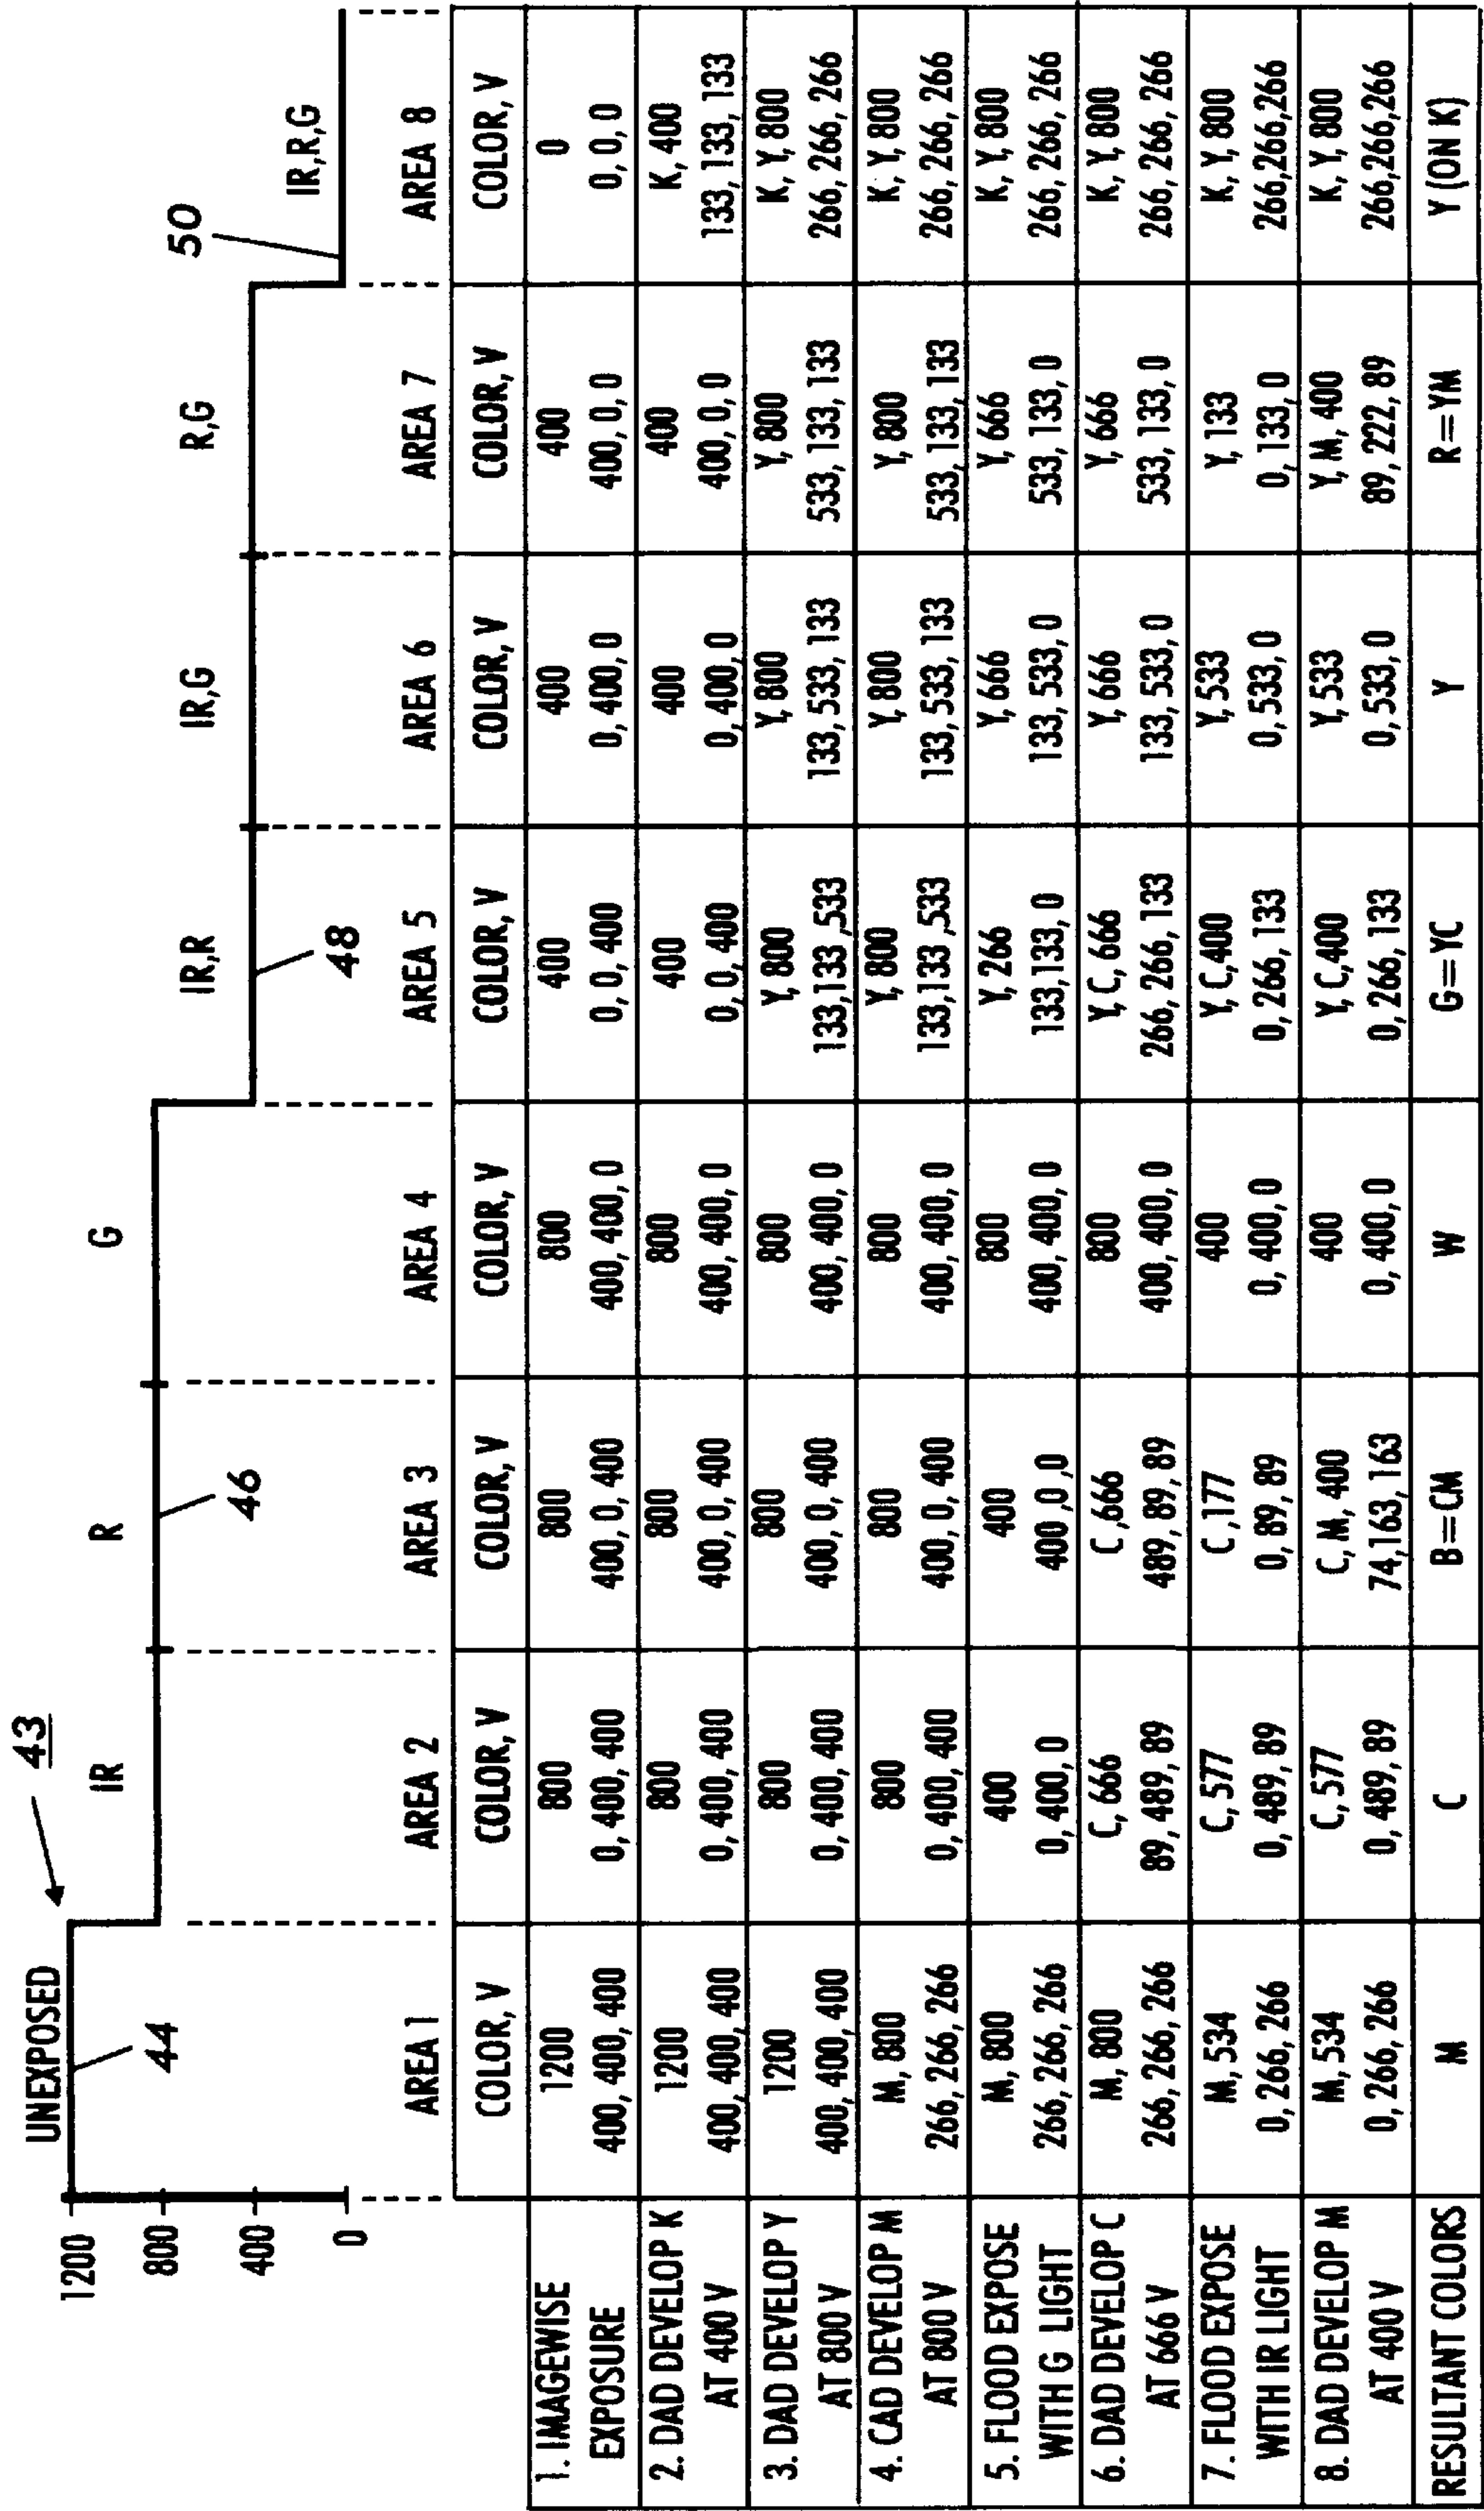 43
UNEXPOSED
IR
R
G
IR,R
IR,G
R,G
IR,R,G
1200
800
400
0
44
46
48
50
AREA 1
AREA 2
AREA 3
AREA 4
AREA 5
AREA 6
AREA 7
AREA 8
COLOR, V
COLOR, V
COLOR, V
COLOR, V
COLOR, V
COLOR, V
COLOR, V
COLOR, V
1. IMAGEWISE
EXPOSURE
1200
400, 400, 400
800
0, 400, 400
800
400, 0, 400
800
400, 400, 0
400
0, 0, 400
400
0, 400, 0
400
400, 0, 0
0
0, 0, 0
2. DAD DEVELOP K
AT 400 V
1200
400, 400, 400
800
0, 400, 400
800
400, 0, 400
800
400, 400, 0
400
0, 0, 400
400
0, 400, 0
400
400, 0, 0
K, 400
133, 133, 133
3. DAD DEVELOP Y
AT 800 V
1200
400, 400, 400
800
0, 400, 400
800
400, 0, 400
800
400, 400, 0
Y, 800
133,133 ,533
Y, 800
133, 533, 133
Y, 800
533, 133, 133
K, Y, 800
266, 266, 266
4. CAD DEVELOP M
AT 800 V
M, 800
266, 266, 266
800
0, 400, 400
800
400, 0, 400
800
400, 400, 0
Y, 800
133,133 ,533
Y, 800
133, 533, 133
Y, 800
533, 133, 133
K, Y, 800
266, 266, 266
5. FLOOD EXPOSE
WITH G LIGHT
M, 800
266, 266, 266
400
0, 400, 0
400
400 ,0 ,0
800
400, 400, 0
Y, 266
133,133, 0
Y, 666
133, 533, 0
Y, 666
533, 133, 0
K, Y, 800
266, 266, 266
6. DAD DEVELOP C
AT 666 V
M, 800
266, 266, 266
C, 666
89, 489, 89
C ,666
489, 89, 89
800
400, 400, 0
Y, C, 666
266, 266, 133
Y, 666
133, 533, 0
Y, 666
533, 133, 0
K, Y, 800
266, 266, 266
7. FLOOD EXPOSE
WITH IR LIGHT
M, 534
0, 266, 266
C, 577
0, 489, 89
C, 177
0, 89, 89
400
0, 400, 0
Y, C,400
0, 266, 133
Y, 533
0, 533, 0
Y, 133
0, 133, 0
K, Y, 800
266,266,266
8. DAD DEVELOP M
AT 400 V
M, 534
0, 266, 266
C, 577
0, 489, 89
C, M, 400
74,163, 163
400
0, 400, 0
Y, C,400
0, 266, 133
Y, 533
0, 533, 0
Y, M, 400
89, 222, 89
K, Y, 800
266,266,266
RESULTANT COLORS
M
C
B=CM
W
G=YC
Y
R=YM
Y (ON K)